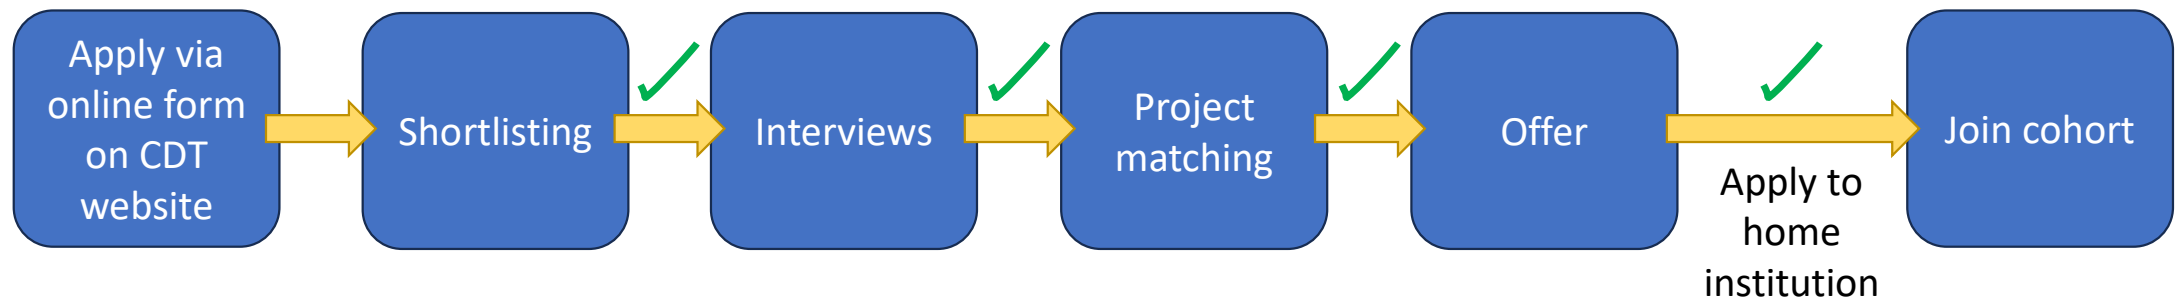 Apply via
online form
on CDT
website
Shortlisting
Interviews
Project
matching
Offer
Apply to
home
institution
Join cohort